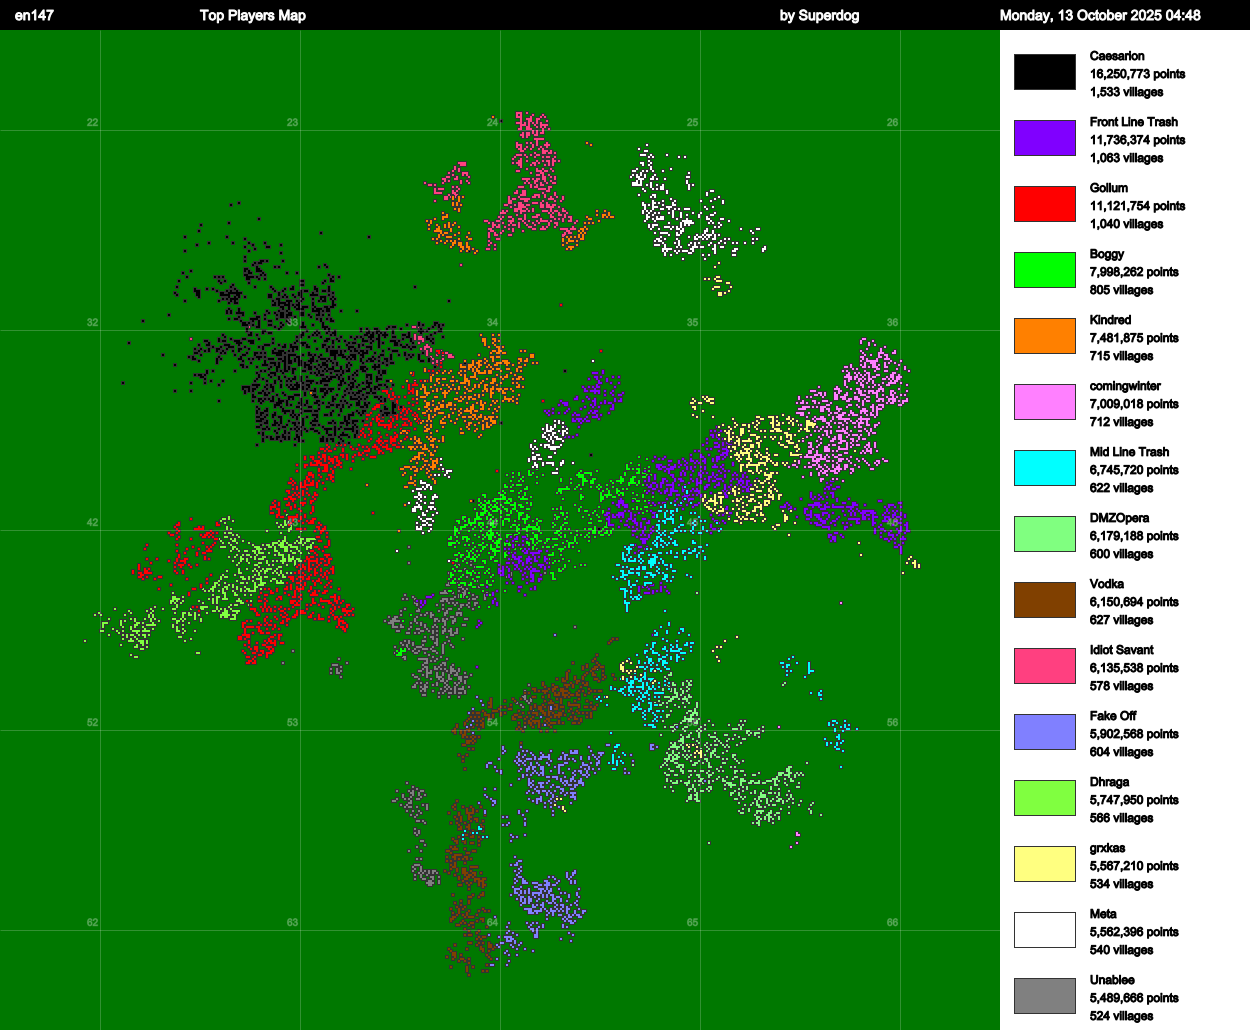 en147 Top Players Map by Superdog Monday, 13 October 2025 04:48
Caesarion
16,250,773 points
1,533 villages
Front Line Trash
11,736,374 points
1,063 villages
Gollum
11,121,754 points
1,040 villages
Boggy
7,998,262 points
805 villages
Kindred
7,481,875 points
715 villages
comingwinter
7,009,018 points
712 villages
Mid Line Trash
6,745,720 points
622 villages
DMZOpera
6,179,188 points
600 villages
Vodka
6,150,694 points
627 villages
Idiot Savant
6,135,538 points
578 villages
Fake Off
5,902,568 points
604 villages
Dhraga
5,747,950 points
566 villages
grxkas
5,567,210 points
534 villages
Meta
5,562,396 points
540 villages
Unablee
5,489,666 points
524 villages
22 23 24 25 26
32 33 34 35 36
42 43 45 46
52 53 54 56
62 63 64 65 66